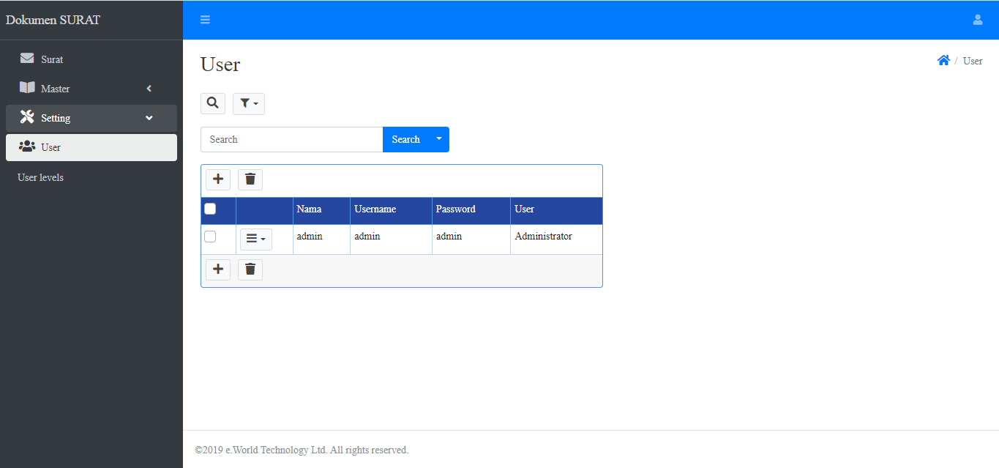 Dokumen SURAT
Surat
Master
Setting
User
User levels
User
/ User
Search
Search
Nama Username Password User
admin admin admin Administrator
©2019 e.World Technology Ltd. All rights reserved.